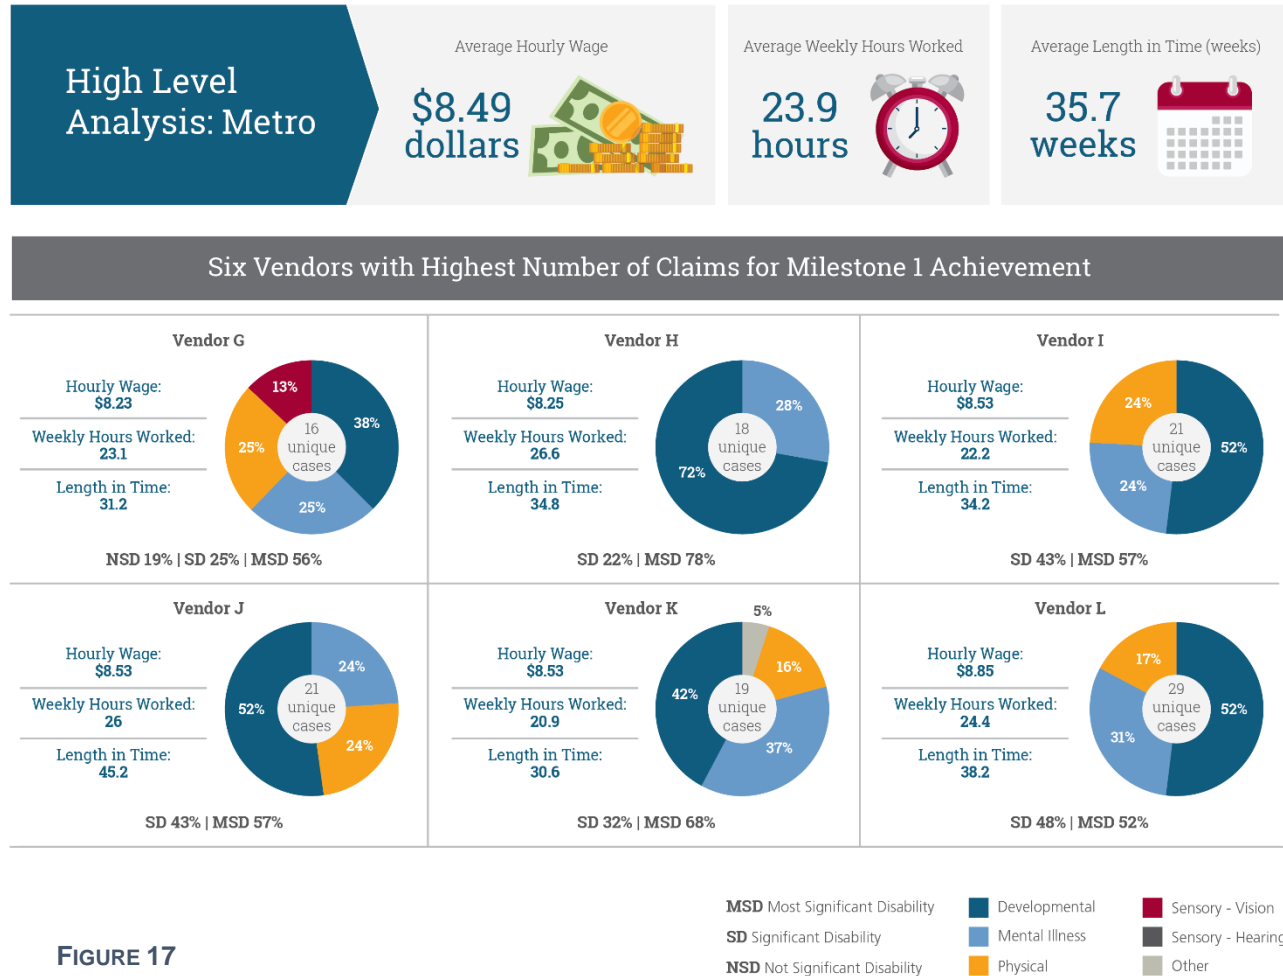 High Level
Analysis: Metro
Average Hourly Wage
$8.49
dollars
Average Weekly Hours Worked
23.9
hours
Average Length in Time (weeks)
35.7
weeks
Six Vendors with Highest Number of Claims for Milestone 1 Achievement
Vendor G
Hourly Wage:
$8.23
Weekly Hours Worked:
23.1
Length in Time:
31.2
13%
38%
25%
25%
16
unique
cases
NSD 19% | SD 25% | MSD 56%
Vendor H
Hourly Wage:
$8.25
Weekly Hours Worked:
26.6
Length in Time:
34.8
28%
72%
18
unique
cases
SD 22% | MSD 78%
Vendor I
Hourly Wage:
$8.53
Weekly Hours Worked:
22.2
Length in Time:
34.2
24%
52%
24%
21
unique
cases
SD 43% | MSD 57%
Vendor J
Hourly Wage:
$8.53
Weekly Hours Worked:
26
Length in Time:
45.2
24%
52%
24%
21
unique
cases
SD 43% | MSD 57%
Vendor K
Hourly Wage:
$8.53
Weekly Hours Worked:
20.9
Length in Time:
30.6
5%
16%
42%
37%
19
unique
cases
SD 32% | MSD 68%
Vendor L
Hourly Wage:
$8.85
Weekly Hours Worked:
24.4
Length in Time:
38.2
17%
52%
31%
29
unique
cases
SD 48% | MSD 52%
MSD Most Significant Disability
SD Significant Disability
NSD Not Significant Disability
Developmental
Mental Illness
Physical
Sensory - Vision
Sensory - Hearing
Other
FIGURE 17